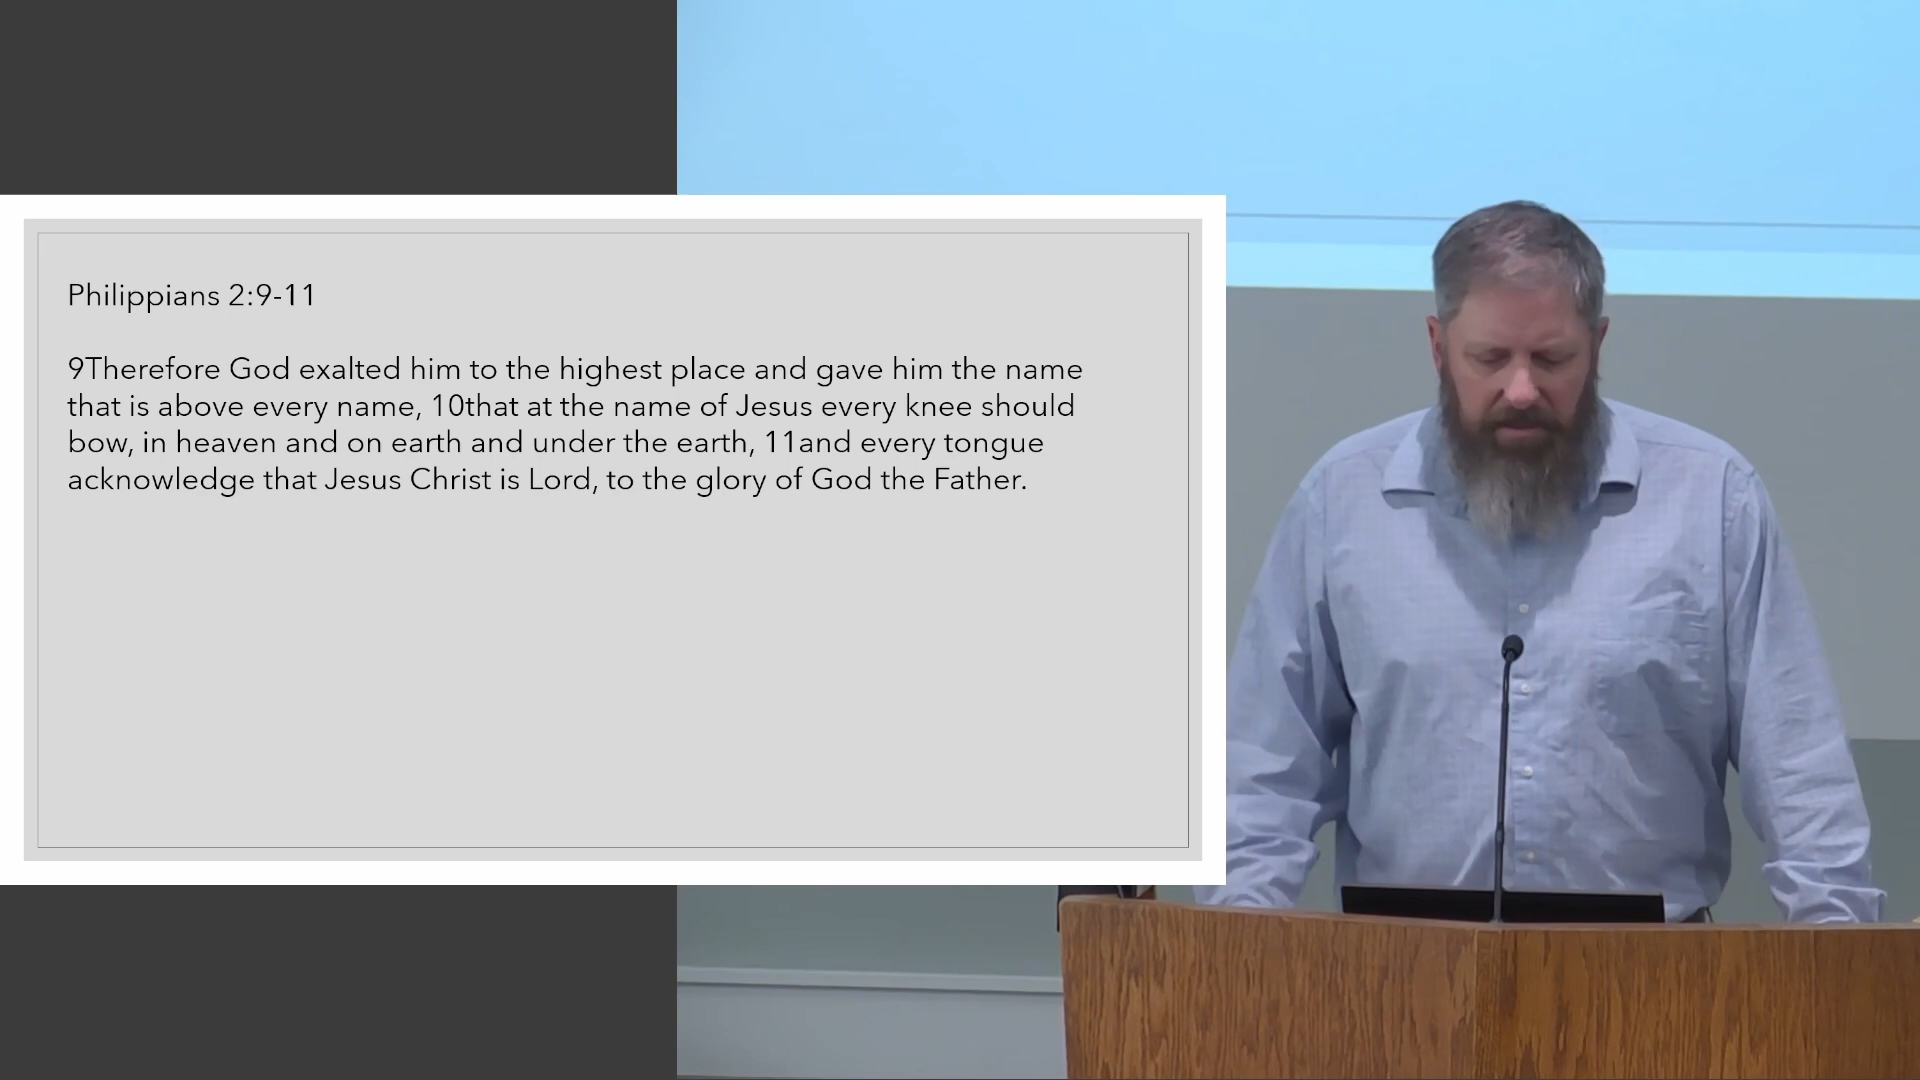 Philippians 2:9-11
9Therefore God exalted him to the highest place and gave him the name
that is above every name, 10that at the name of Jesus every knee should
bow, in heaven and on earth and under the earth, 11and every tongue
acknowledge that Jesus Christ is Lord, to the glory of God the Father.